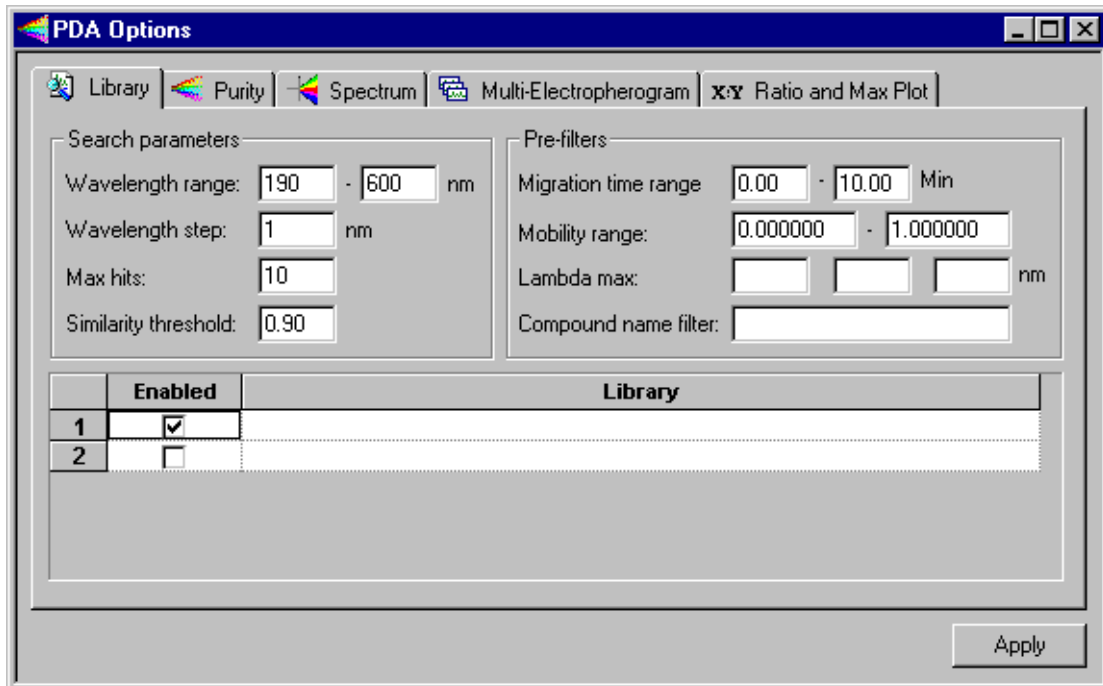 PDA Options
Library Purity Spectrum Multi-Electropherogram X:Y Ratio and Max Plot
Search parameters
Wavelength range: 190 - 600 nm
Wavelength step: 1 nm
Max hits: 10
Similarity threshold: 0.90
Pre-filters
Migration time range 0.00 - 10.00 Min
Mobility range: 0.000000 - 1.000000
Lambda max: nm
Compound name filter:
Enabled Library
1
2
Apply